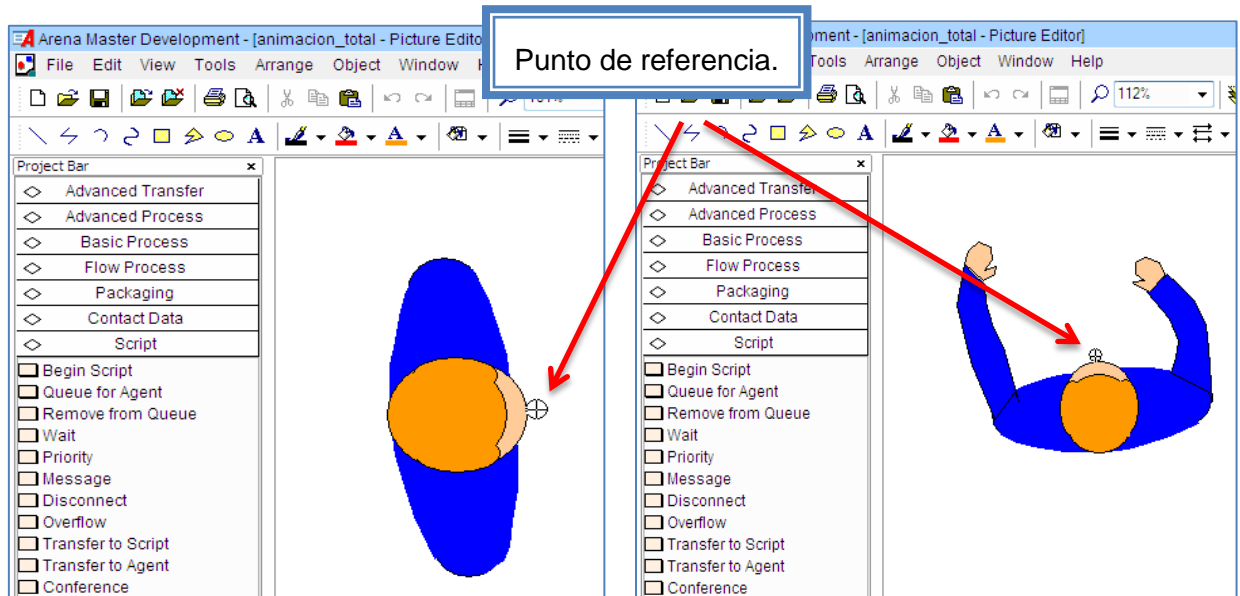 Punto de referencia.
Arena Master Development - [animacion_total - Picture Edito
File Edit View Tools Arrange Object Window
A
Project Bar
Advanced Transfer
Advanced Process
Basic Process
Flow Process
Packaging
Contact Data
Script
Begin Script
Queue for Agent
Remove from Queue
Wait
Priority
Message
Disconnect
Overflow
Transfer to Script
Transfer to Agent
Conference
pment - [animacion_total - Picture Editor]
Tools Arrange Object Window Help
112%
A
Project Bar
Advanced Transfer
Advanced Process
Basic Process
Flow Process
Packaging
Contact Data
Script
Begin Script
Queue for Agent
Remove from Queue
Wait
Priority
Message
Disconnect
Overflow
Transfer to Script
Transfer to Agent
Conference